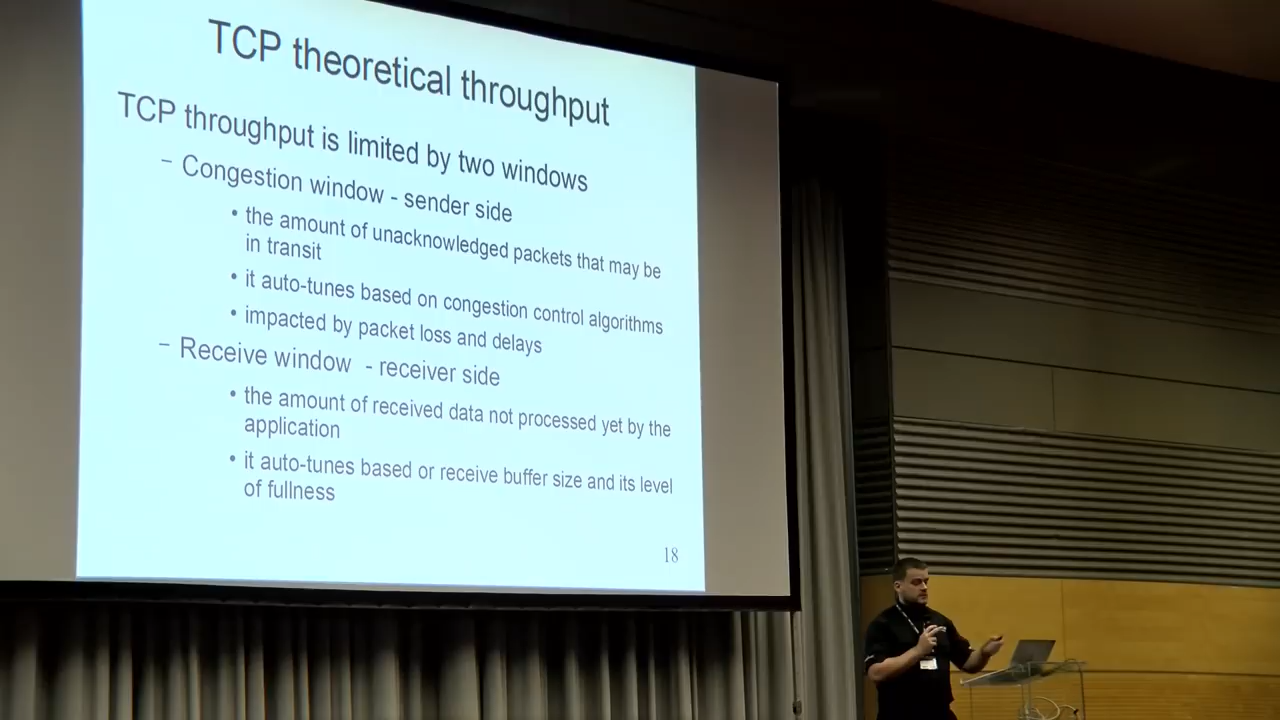 TCP theoretical throughput
TCP throughput is limited by two windows
– Congestion window - sender side
• the amount of unacknowledged packets that may be
in transit
• it auto-tunes based on congestion control algorithms
• impacted by packet loss and delays
– Receive window - receiver side
• the amount of received data not processed yet by the
application
• it auto-tunes based or receive buffer size and its level
of fullness
18